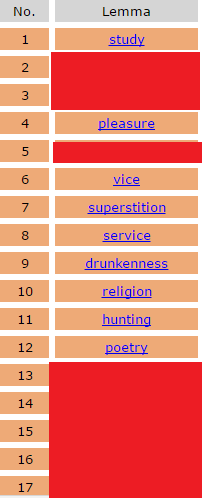 No. Lemma
1 study
2
3
4 pleasure
5
6 vice
7 superstition
8 service
9 drunkenness
10 religion
11 hunting
12 poetry
13
14
15
16
17